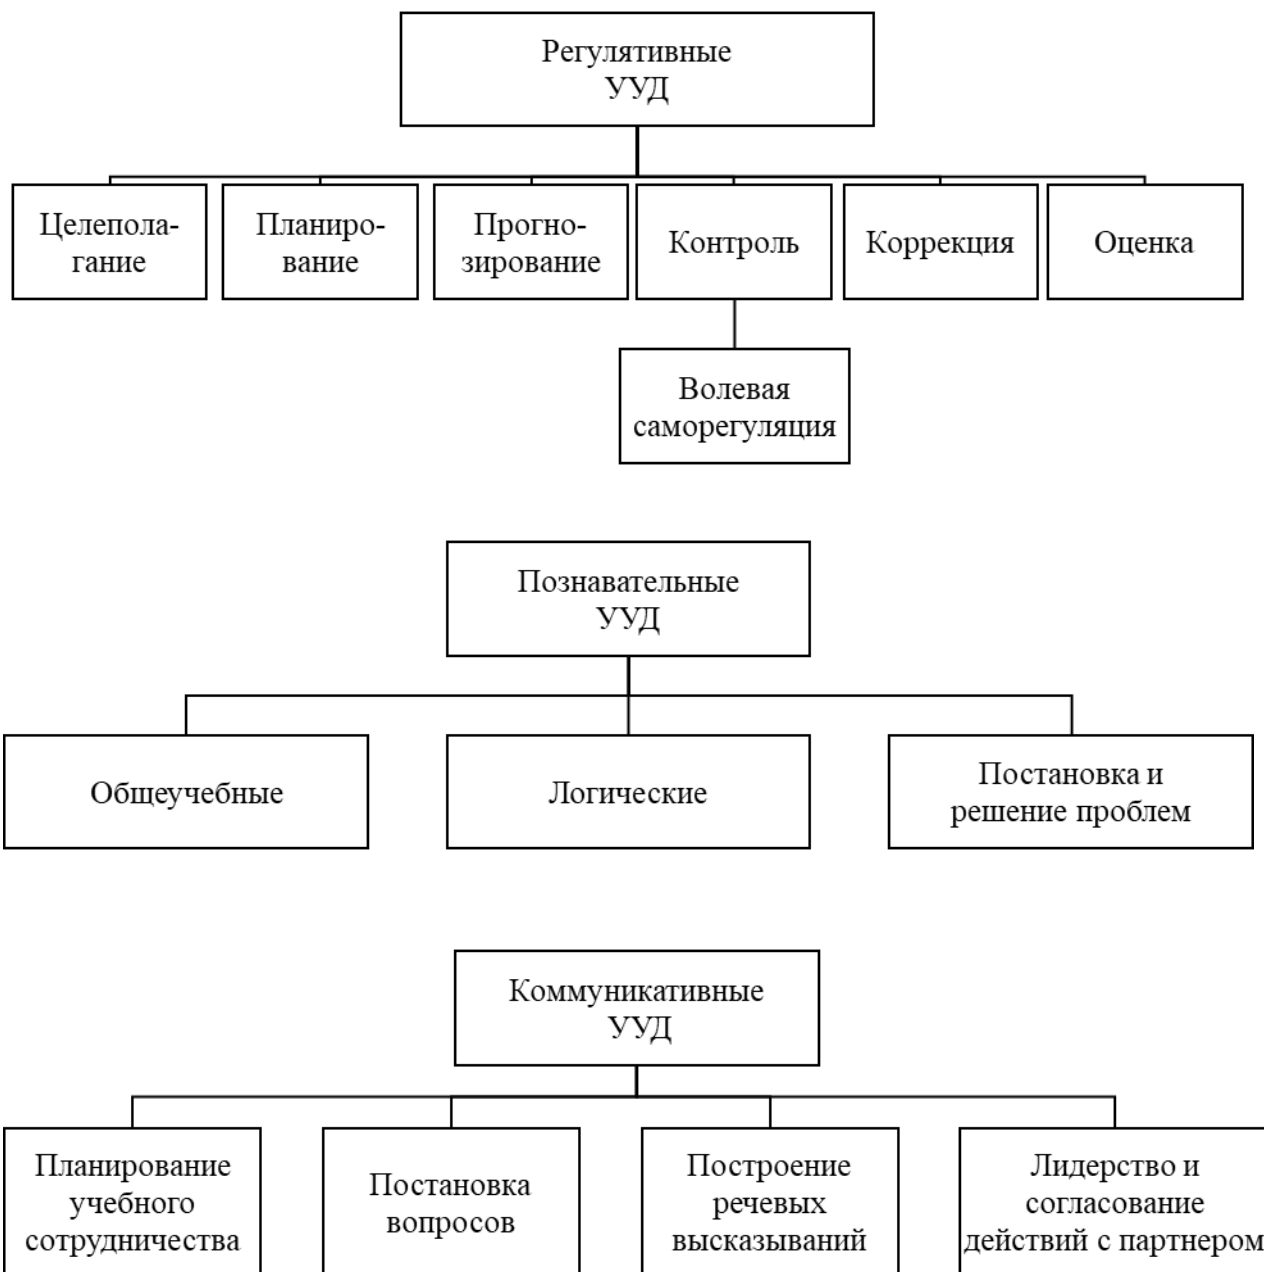 Регулятивные
УУД
Целепола-
гание
Планиро-
вание
Прогно-
зирование
Контроль
Коррекция
Оценка
Волевая
саморегуляция
Познавательные
УУД
Общеучебные
Логические
Постановка и
решение проблем
Коммуникативные
УУД
Планирование
учебного
сотрудничества
Постановка
вопросов
Построение
речевых
высказываний
Лидерство и
согласование
действий с партнером